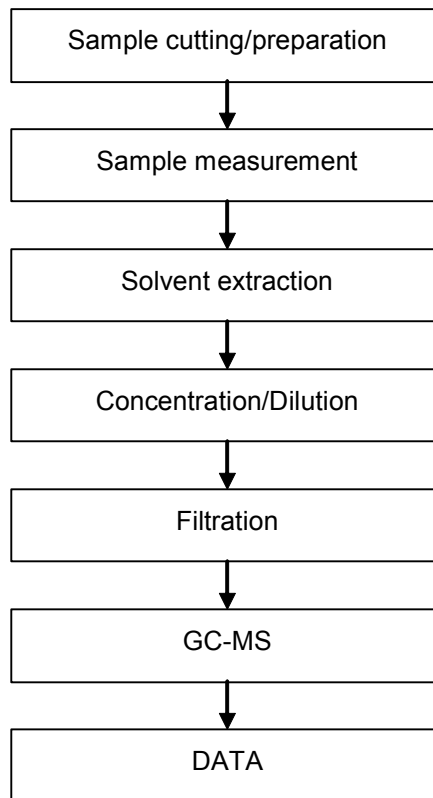 Sample cutting/preparation
Sample measurement
Solvent extraction
Concentration/Dilution
Filtration
GC-MS
DATA